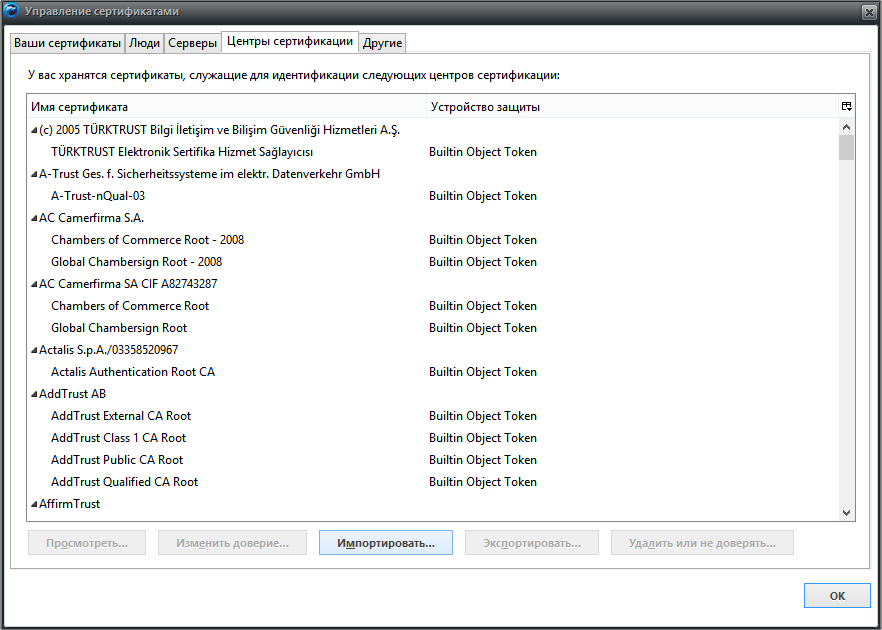 Управление сертификатами
Ваши сертификаты Люди Серверы Центры сертификации Другие
У вас хранятся сертификаты, служащие для идентификации следующих центров сертификации:
Имя сертификата Устройство защиты
(c) 2005 TÜRKTRUST Bilgi İletişim ve Bilişim Güvenliği Hizmetleri A.Ş.
TÜRKTRUST Elektronik Sertifika Hizmet Sağlayıcısı Builtin Object Token
A-Trust Ges. f. Sicherheitssysteme im elektr. Datenverkehr GmbH
A-Trust-nQual-03 Builtin Object Token
AC Camerfirma S.A.
Chambers of Commerce Root - 2008 Builtin Object Token
Global Chambersign Root - 2008 Builtin Object Token
AC Camerfirma SA CIF A82743287
Chambers of Commerce Root Builtin Object Token
Global Chambersign Root Builtin Object Token
Actalis S.p.A./03358520967
Actalis Authentication Root CA Builtin Object Token
AddTrust AB
AddTrust External CA Root Builtin Object Token
AddTrust Class 1 CA Root Builtin Object Token
AddTrust Public CA Root Builtin Object Token
AddTrust Qualified CA Root Builtin Object Token
AffirmTrust
Просмотреть... Изменить доверие... Импортировать... Экспортировать... Удалить или не доверять...
ОК